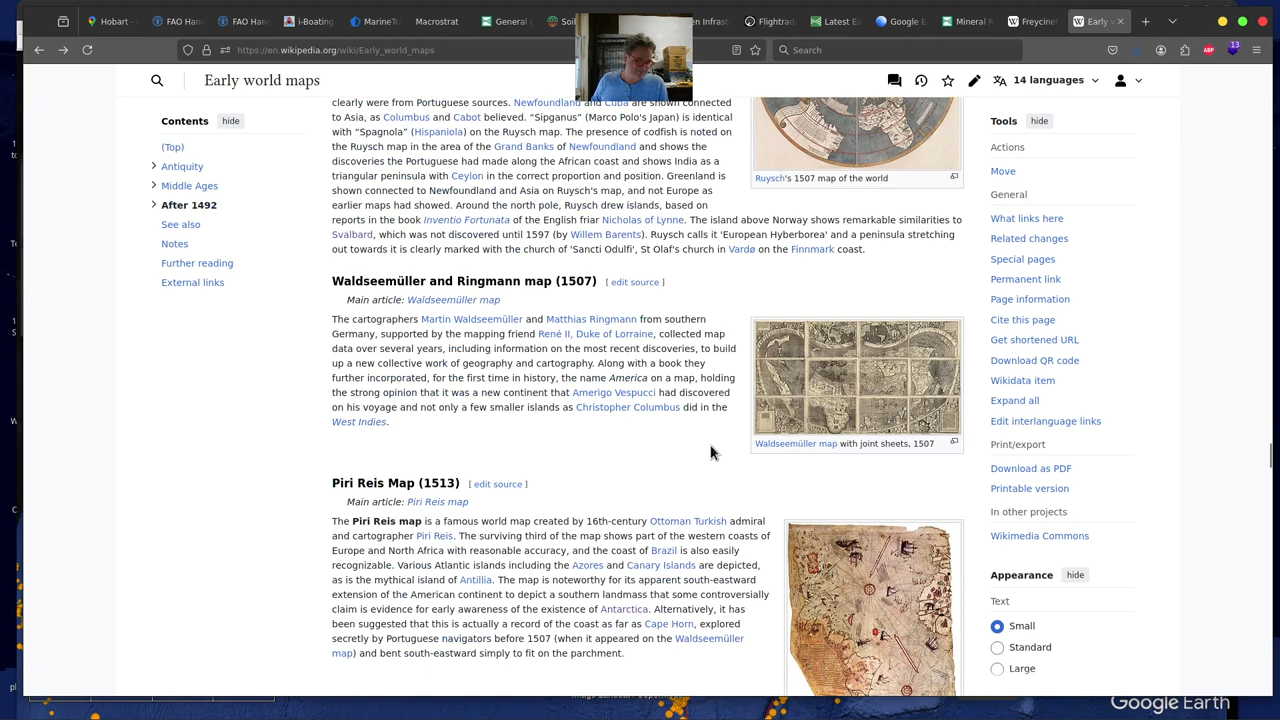 Hobart -
FAO Hand
FAO Hand
i-Boating
MarineTr
Macrostrat
General g
Soil
en Infrastr
Flightrad
Latest Ea
Google E
Mineral R
Freycinet
Early w
https://en.wikipedia.org/wiki/Early_world_maps
Search
ABP
13
Early world maps
14 languages
Contents hide
(Top)
Antiquity
Middle Ages
After 1492
See also
Notes
Further reading
External links
clearly were from Portuguese sources. Newfoundland and Cuba are shown connected
to Asia, as Columbus and Cabot believed. “Sipganus” (Marco Polo's Japan) is identical
with “Spagnola” (Hispaniola) on the Ruysch map. The presence of codfish is noted on
the Ruysch map in the area of the Grand Banks of Newfoundland and shows the
discoveries the Portuguese had made along the African coast and shows India as a
triangular peninsula with Ceylon in the correct proportion and position. Greenland is
shown connected to Newfoundland and Asia on Ruysch's map, and not Europe as
earlier maps had showed. Around the north pole, Ruysch drew islands, based on
reports in the book Inventio Fortunata of the English friar Nicholas of Lynne. The island above Norway shows remarkable similarities to
Svalbard, which was not discovered until 1597 (by Willem Barents). Ruysch calls it 'European Hyberborea' and a peninsula stretching
out towards it is clearly marked with the church of 'Sancti Odulfi', St Olaf's church in Vardø on the Finnmark coast.
Ruysch's 1507 map of the world
Waldseemüller and Ringmann map (1507) [ edit source ]
Main article: Waldseemüller map
The cartographers Martin Waldseemüller and Matthias Ringmann from southern
Germany, supported by the mapping friend René II, Duke of Lorraine, collected map
data over several years, including information on the most recent discoveries, to build
up a new collective work of geography and cartography. Along with a book they
further incorporated, for the first time in history, the name America on a map, holding
the strong opinion that it was a new continent that Amerigo Vespucci had discovered
on his voyage and not only a few smaller islands as Christopher Columbus did in the
West Indies.
Waldseemüller map with joint sheets, 1507
Piri Reis Map (1513) [ edit source ]
Main article: Piri Reis map
The Piri Reis map is a famous world map created by 16th-century Ottoman Turkish admiral
and cartographer Piri Reis. The surviving third of the map shows part of the western coasts of
Europe and North Africa with reasonable accuracy, and the coast of Brazil is also easily
recognizable. Various Atlantic islands including the Azores and Canary Islands are depicted,
as is the mythical island of Antillia. The map is noteworthy for its apparent south-eastward
extension of the American continent to depict a southern landmass that some controversially
claim is evidence for early awareness of the existence of Antarctica. Alternatively, it has
been suggested that this is actually a record of the coast as far as Cape Horn, explored
secretly by Portuguese navigators before 1507 (when it appeared on the Waldseemüller
map) and bent south-eastward simply to fit on the parchment.
Tools hide
Actions
Move
General
What links here
Related changes
Special pages
Permanent link
Page information
Cite this page
Get shortened URL
Download QR code
Wikidata item
Expand all
Edit interlanguage links
Print/export
Download as PDF
Printable version
In other projects
Wikimedia Commons
Appearance hide
Text
Small
Standard
Large
Google Earth